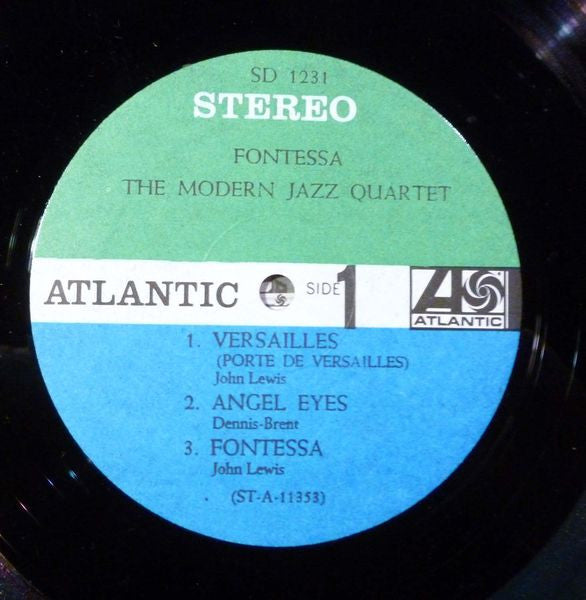 SD 1231
STEREO
FONTESSA
THE MODERN JAZZ QUARTET
ATLANTIC SIDE 1 ATLANTIC
1. VERSAILLES
(PORTE DE VERSAILLES)
John Lewis
2. ANGEL EYES
Dennis-Brent
3. FONTESSA
John Lewis
(ST-A-11353)